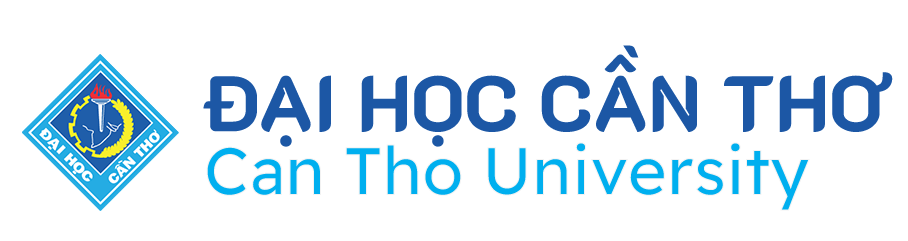 ĐẠI HỌC
CẦN THƠ
ĐẠI HỌC CẦN THƠ
Can Tho University